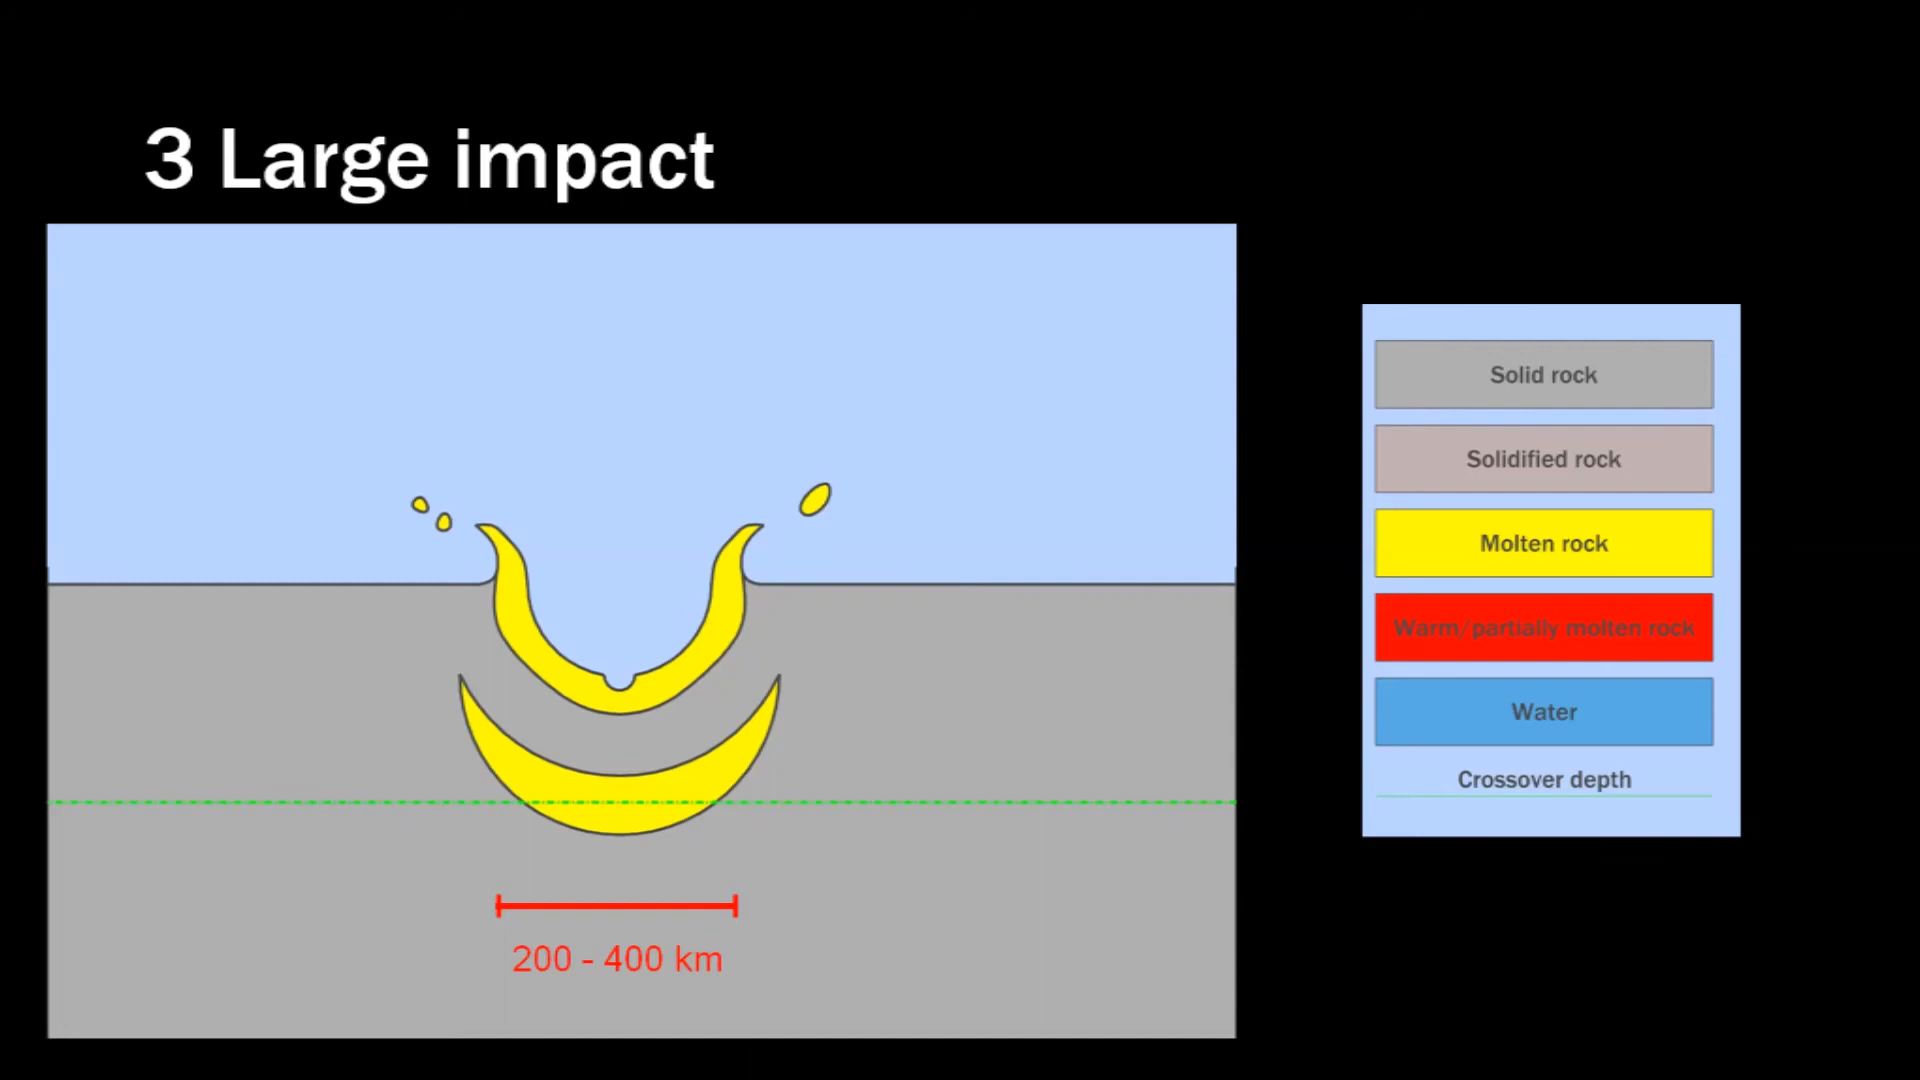 3 Large impact
Solid rock
Solidified rock
Molten rock
Warm/partially molten rock
Water
Crossover depth
200 - 400 km